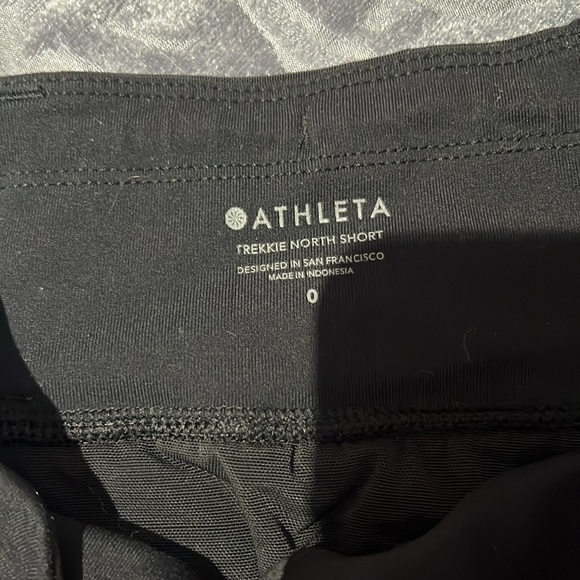 ATHLETA
TREKKIE NORTH SHORT
DESIGNED IN SAN FRANCISCO
MADE IN INDONESIA
0